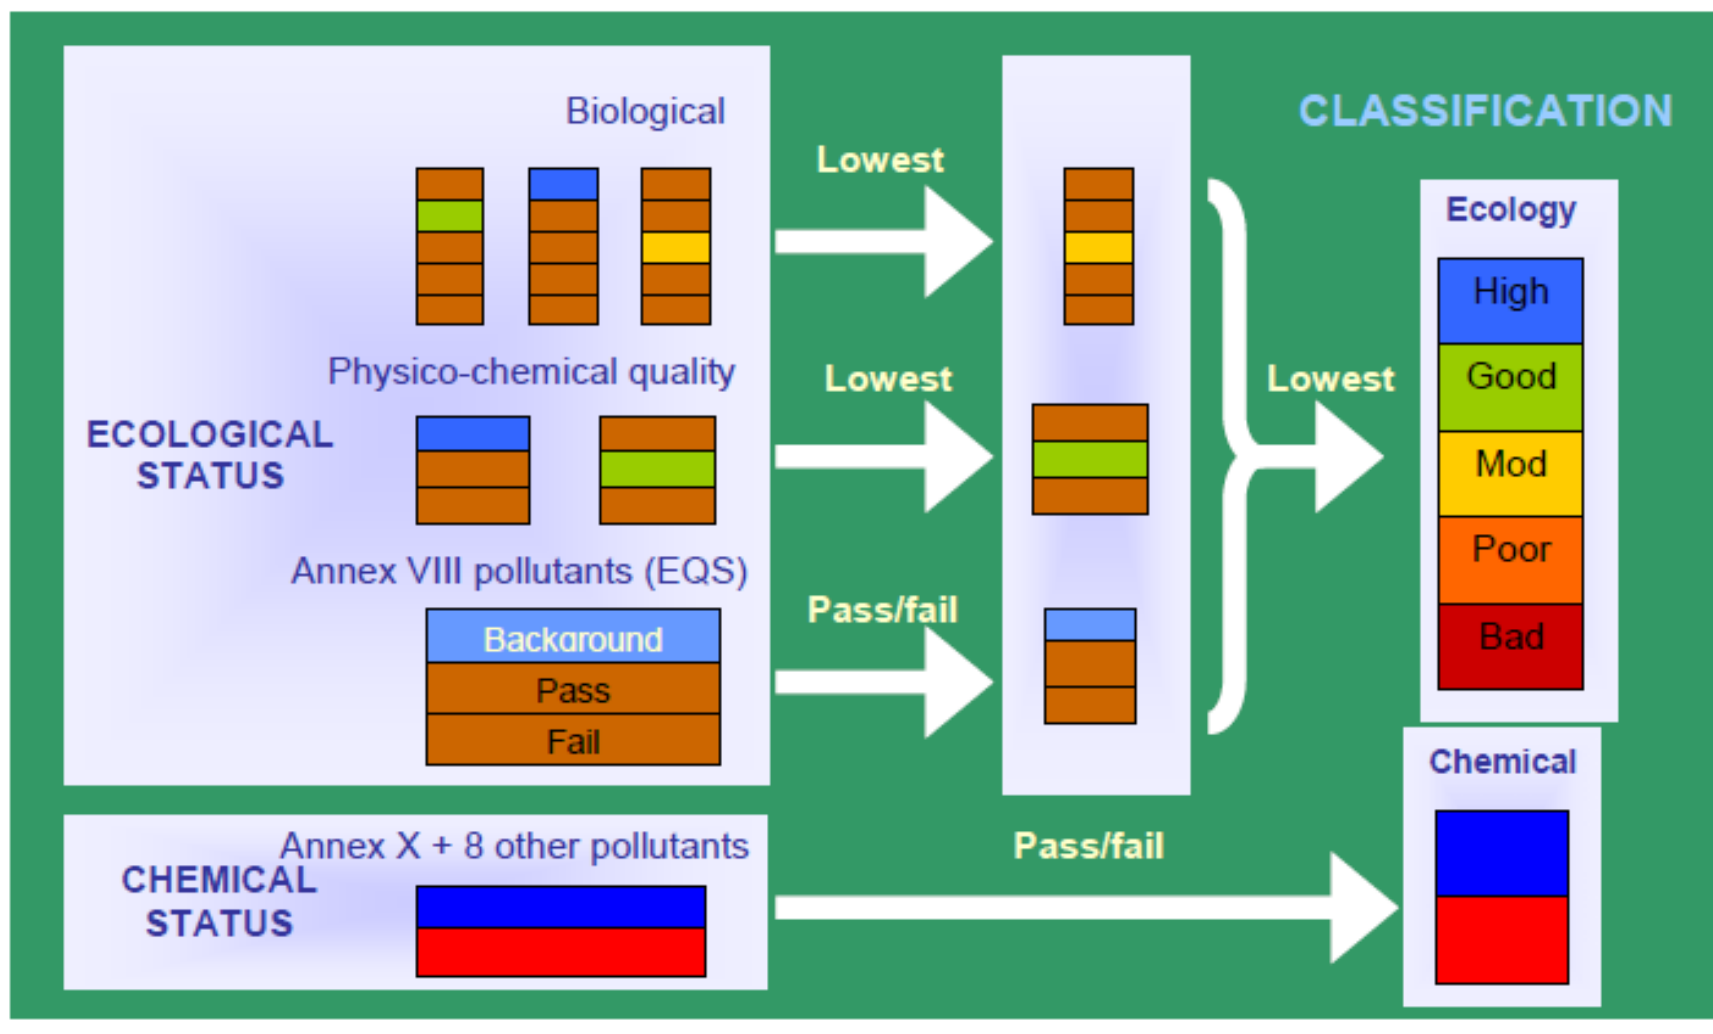 Biological
Lowest
CLASSIFICATION
Ecology
High
Physico-chemical quality
Lowest
Lowest
Good
ECOLOGICAL
STATUS
Mod
Annex VIII pollutants (EQS)
Pass/fail
Poor
Background
Bad
Pass
Fail
Chemical
Annex X + 8 other pollutants
Pass/fail
CHEMICAL
STATUS